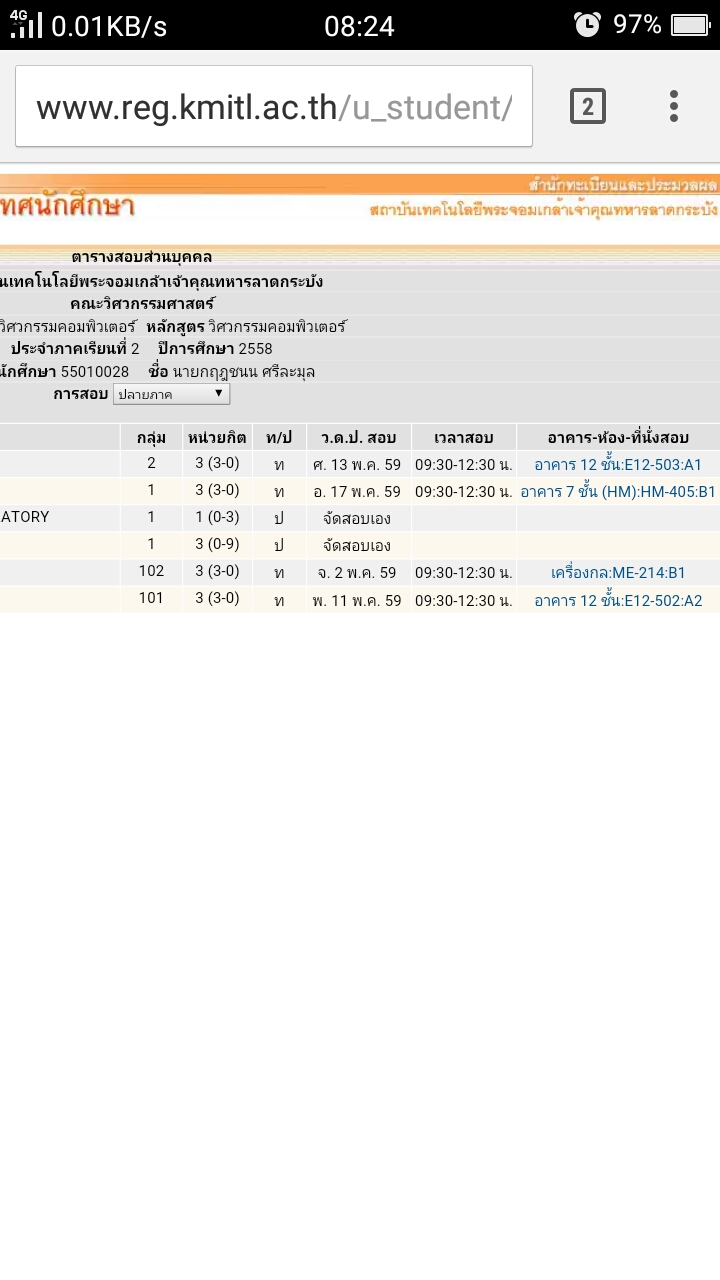 4G 0.01KB/s 08:24 97%
www.reg.kmitl.ac.th/u_student/ 2
สำนักทะเบียนและประมวลผล
ทศนักศึกษา สถาบันเทคโนโลยีพระจอมเกล้าเจ้าคุณทหารลาดกระบัง
ตารางสอบส่วนบุคคล
นเทคโนโลยีพระจอมเกล้าเจ้าคุณทหารลาดกระบัง
คณะวิศวกรรมศาสตร์
วิศวกรรมคอมพิวเตอร์ หลักสูตร วิศวกรรมคอมพิวเตอร์
ประจำภาคเรียนที่ 2 ปีการศึกษา 2558
นักศึกษา 55010028 ชื่อ นายกฤฎชนน ศรีละมุล
การสอบ ปลายภาค
กลุ่ม หน่วยกิต ท/ป ว.ด.ป. สอบ เวลาสอบ อาคาร-ห้อง-ที่นั่งสอบ
2 3 (3-0) ท ศ. 13 พ.ค. 59 09:30-12:30 น. อาคาร 12 ชั้น:E12-503:A1
1 3 (3-0) ท อ. 17 พ.ค. 59 09:30-12:30 น. อาคาร 7 ชั้น (HM):HM-405:B1
ATORY 1 1 (0-3) ป จัดสอบเอง
1 3 (0-9) ป จัดสอบเอง
102 3 (3-0) ท จ. 2 พ.ค. 59 09:30-12:30 น. เครื่องกล:ME-214:B1
101 3 (3-0) ท พ. 11 พ.ค. 59 09:30-12:30 น. อาคาร 12 ชั้น:E12-502:A2